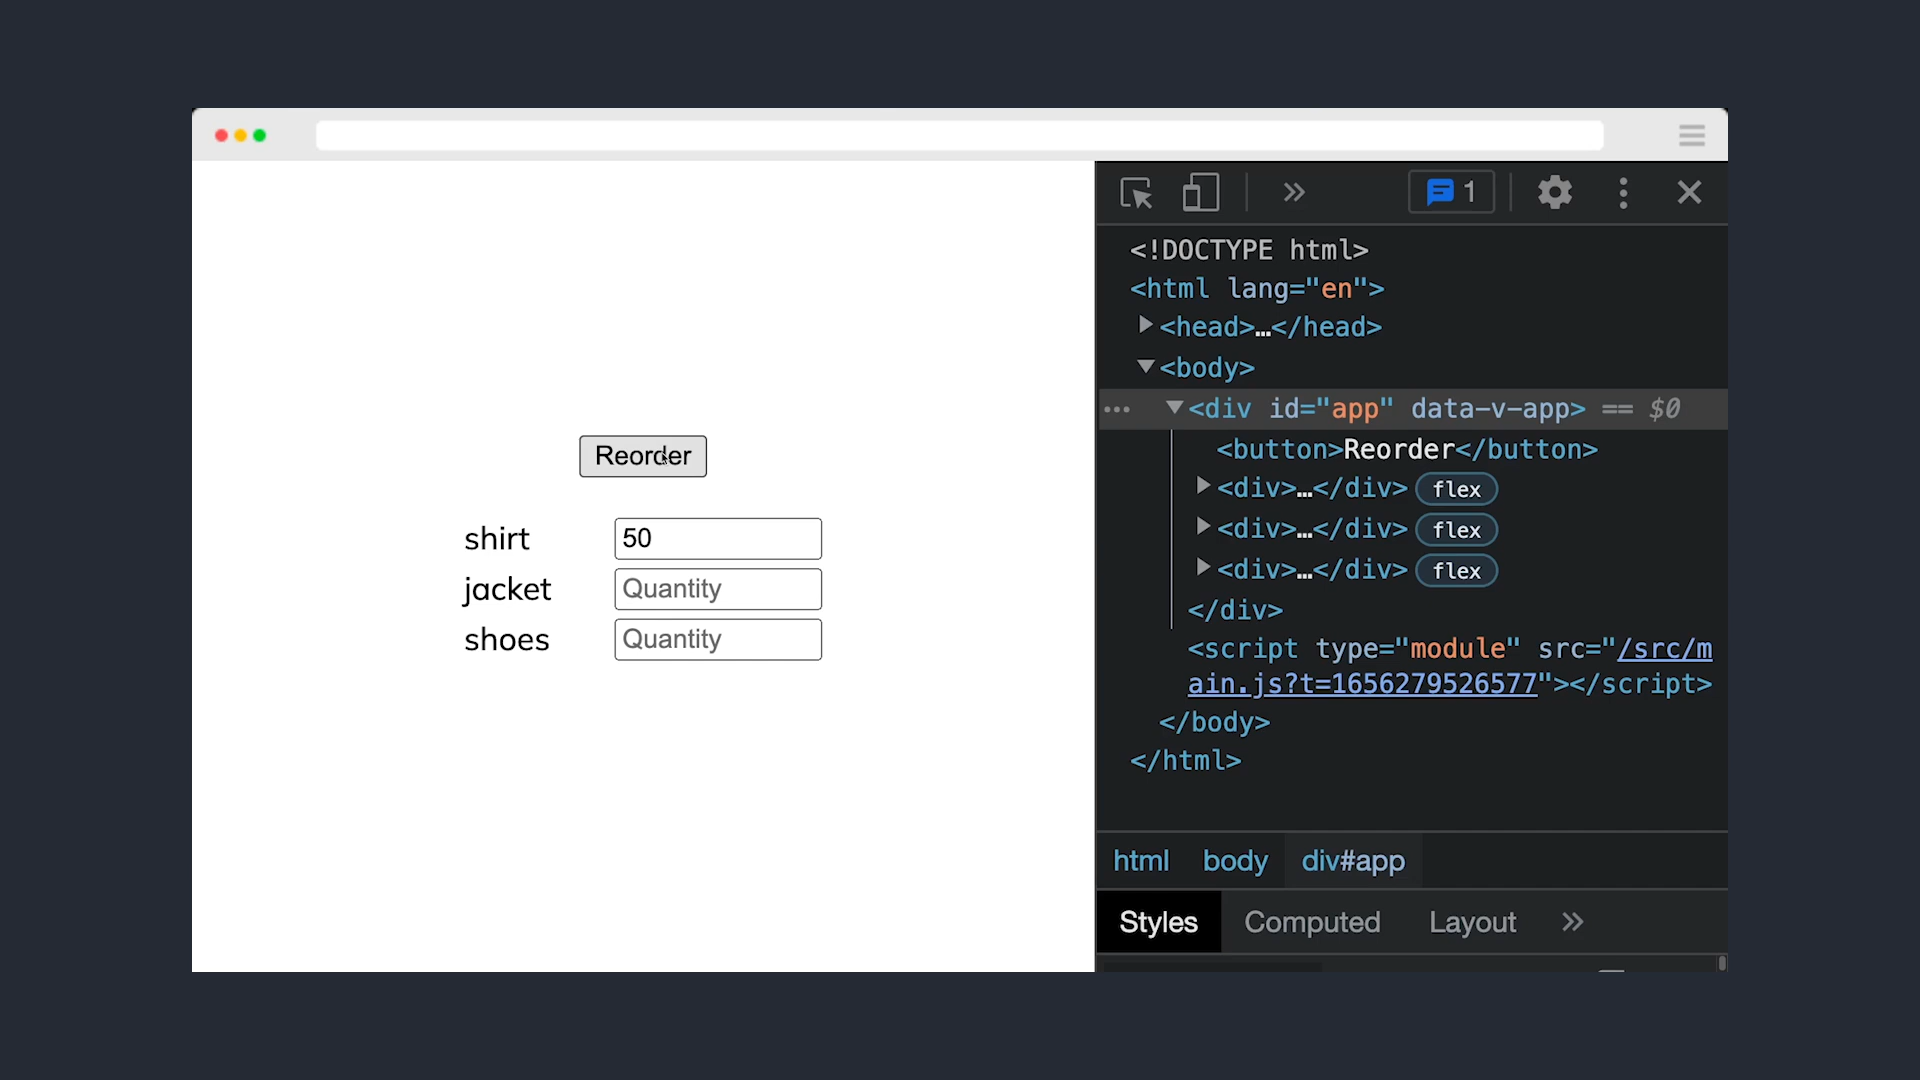 1
<!DOCTYPE html>
<html lang="en">
<head>…</head>
<body>
<div id="app" data-v-app> == $0
<button>Reorder</button>
<div>…</div> flex
<div>…</div> flex
<div>…</div> flex
</div>
<script type="module" src="/src/m
ain.js?t=1656279526577"></script>
</body>
</html>
Reorder
shirt 50
jacket Quantity
shoes Quantity
html body div#app
Styles Computed Layout